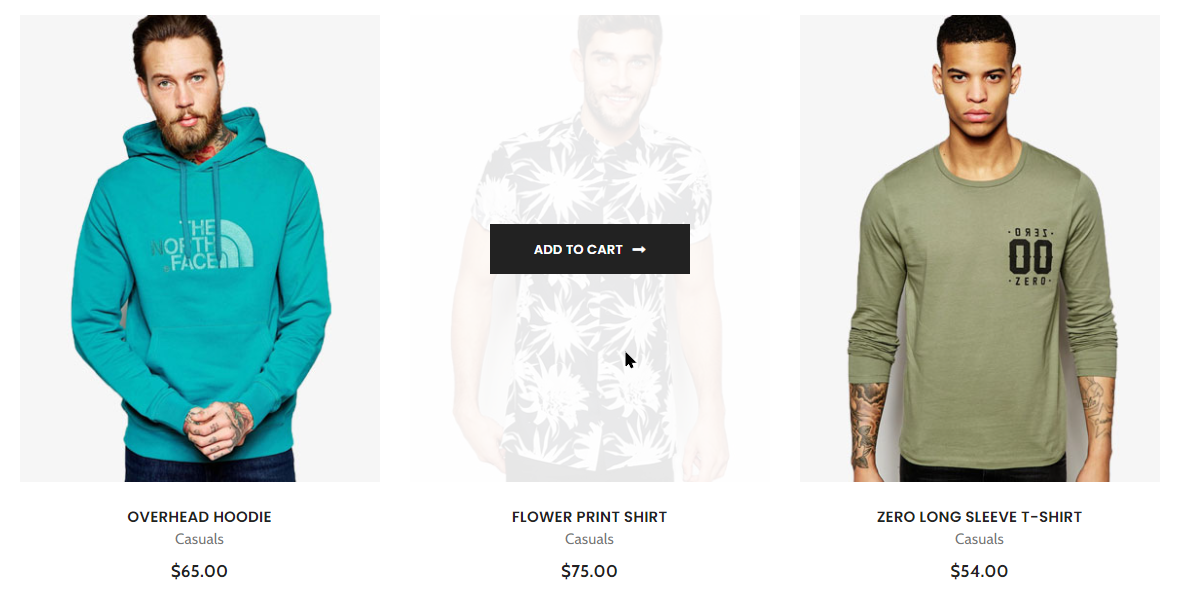 THE
NORTH
FACE
ADD TO CART →
·ZERO·
00
·ZERO·
OVERHEAD HOODIE
Casuals
$65.00
FLOWER PRINT SHIRT
Casuals
$75.00
ZERO LONG SLEEVE T-SHIRT
Casuals
$54.00